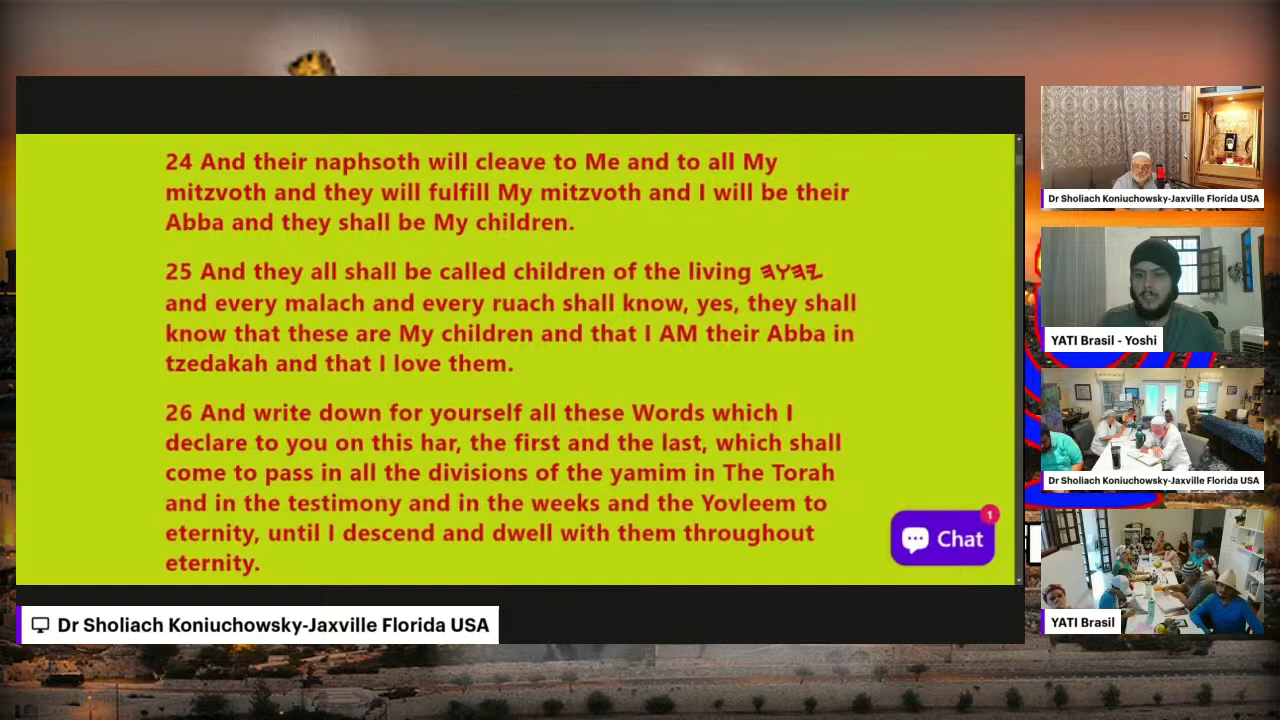 24 And their naphsoth will cleave to Me and to all My
mitzvoth and they will fulfill My mitzvoth and I will be their
Abba and they shall be My children.
25 And they all shall be called children of the living 𐤉𐤄𐤅𐤄
and every malach and every ruach shall know, yes, they shall
know that these are My children and that I AM their Abba in
tzedakah and that I love them.
26 And write down for yourself all these Words which I
declare to you on this har, the first and the last, which shall
come to pass in all the divisions of the yamim in The Torah
and in the testimony and in the weeks and the Yovleem to
eternity, until I descend and dwell with them throughout
eternity.
1
Chat
Dr Sholiach Koniuchowsky-Jaxville Florida USA
Dr Sholiach Koniuchowsky-Jaxville Florida USA
YATI Brasil - Yoshi
Dr Sholiach Koniuchowsky-Jaxville Florida USA
YATI Brasil